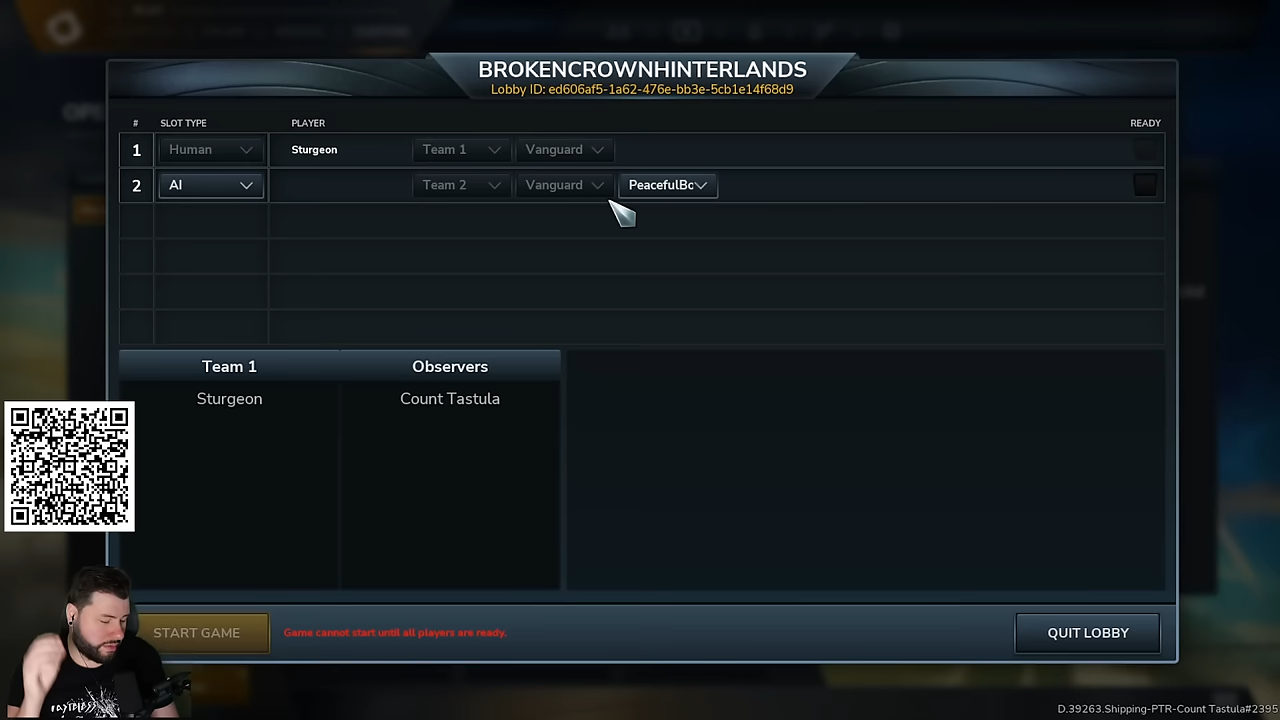 BROKENCROWNHINTERLANDS
Lobby ID: ed606af5-1a62-476e-bb3e-5cb1e14f68d9
# SLOT TYPE PLAYER READY
1 Human Sturgeon Team 1 Vanguard
2 AI Team 2 Vanguard PeacefulBc
Team 1 Observers
Sturgeon Count Tastula
START GAME Game cannot start until all players are ready. QUIT LOBBY
D.39263.Shipping-PTR-Count Tastula#2395